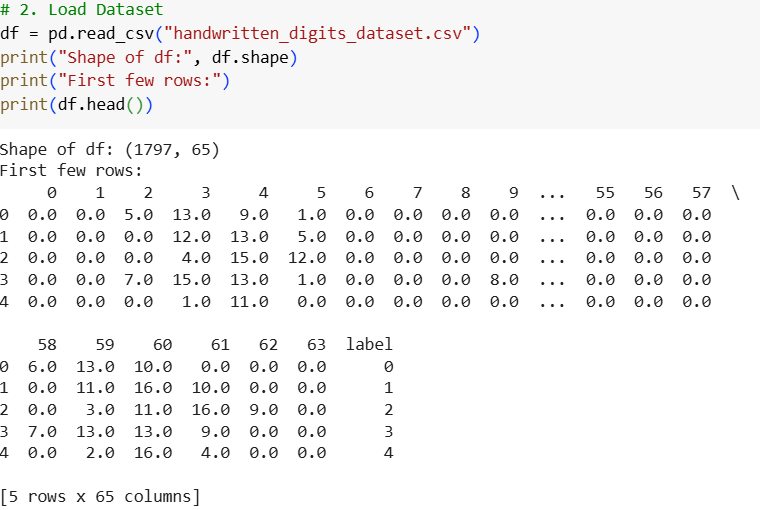 # 2. Load Dataset
df = pd.read_csv("handwritten_digits_dataset.csv")
print("Shape of df:", df.shape)
print("First few rows:")
print(df.head())
Shape of df: (1797, 65)
First few rows:
     0    1    2     3     4     5    6    7    8    9  ...   55   56   57  \
0  0.0  0.0  5.0  13.0   9.0   1.0  0.0  0.0  0.0  0.0  ...  0.0  0.0  0.0
1  0.0  0.0  0.0  12.0  13.0   5.0  0.0  0.0  0.0  0.0  ...  0.0  0.0  0.0
2  0.0  0.0  0.0   4.0  15.0  12.0  0.0  0.0  0.0  0.0  ...  0.0  0.0  0.0
3  0.0  0.0  7.0  15.0  13.0   1.0  0.0  0.0  0.0  8.0  ...  0.0  0.0  0.0
4  0.0  0.0  0.0   1.0  11.0   0.0  0.0  0.0  0.0  0.0  ...  0.0  0.0  0.0
    58    59    60    61   62   63  label
0  6.0  13.0  10.0   0.0  0.0  0.0      0
1  0.0  11.0  16.0  10.0  0.0  0.0      1
2  0.0   3.0  11.0  16.0  9.0  0.0      2
3  7.0  13.0  13.0   9.0  0.0  0.0      3
4  0.0   2.0  16.0   4.0  0.0  0.0      4
[5 rows x 65 columns]